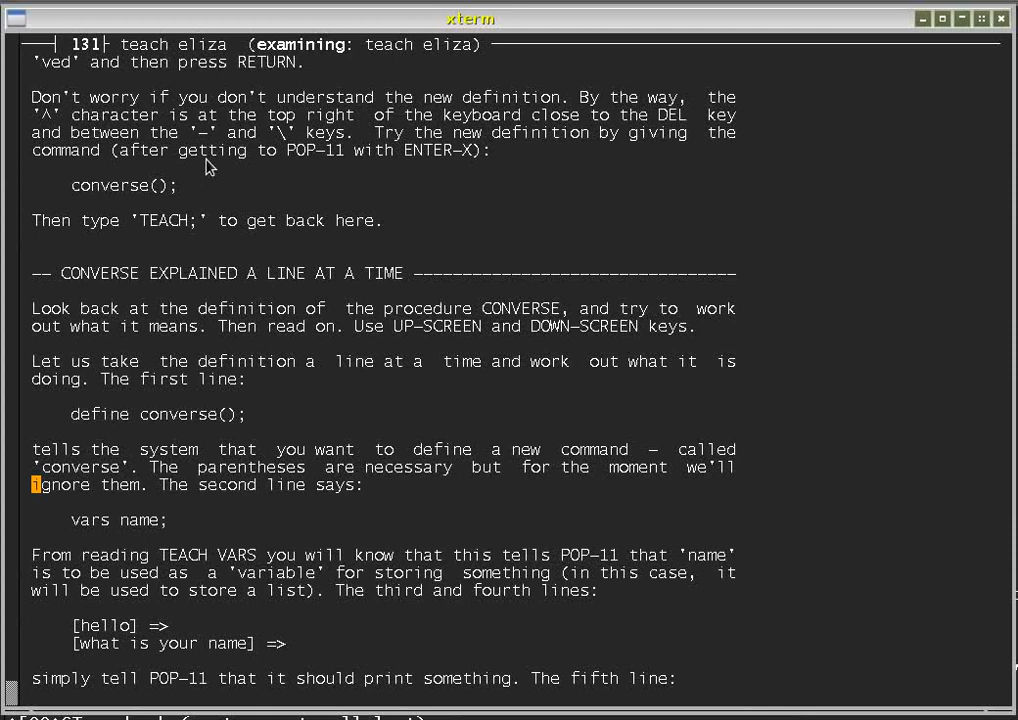 xterm
131 teach eliza (examining: teach eliza)
'ved' and then press RETURN.
Don't worry if you don't understand the new definition. By the way, the
'^' character is at the top right of the keyboard close to the DEL key
and between the '-' and '\' keys. Try the new definition by giving the
command (after getting to POP-11 with ENTER-X):
converse();
Then type 'TEACH;' to get back here.
-- CONVERSE EXPLAINED A LINE AT A TIME ---------------------------------
Look back at the definition of the procedure CONVERSE, and try to work
out what it means. Then read on. Use UP-SCREEN and DOWN-SCREEN keys.
Let us take the definition a line at a time and work out what it is
doing. The first line:
define converse();
tells the system that you want to define a new command - called
'converse'. The parentheses are necessary but for the moment we'll
ignore them. The second line says:
vars name;
From reading TEACH VARS you will know that this tells POP-11 that 'name'
is to be used as a 'variable' for storing something (in this case, it
will be used to store a list). The third and fourth lines:
[hello] =>
[what is your name] =>
simply tell POP-11 that it should print something. The fifth line: